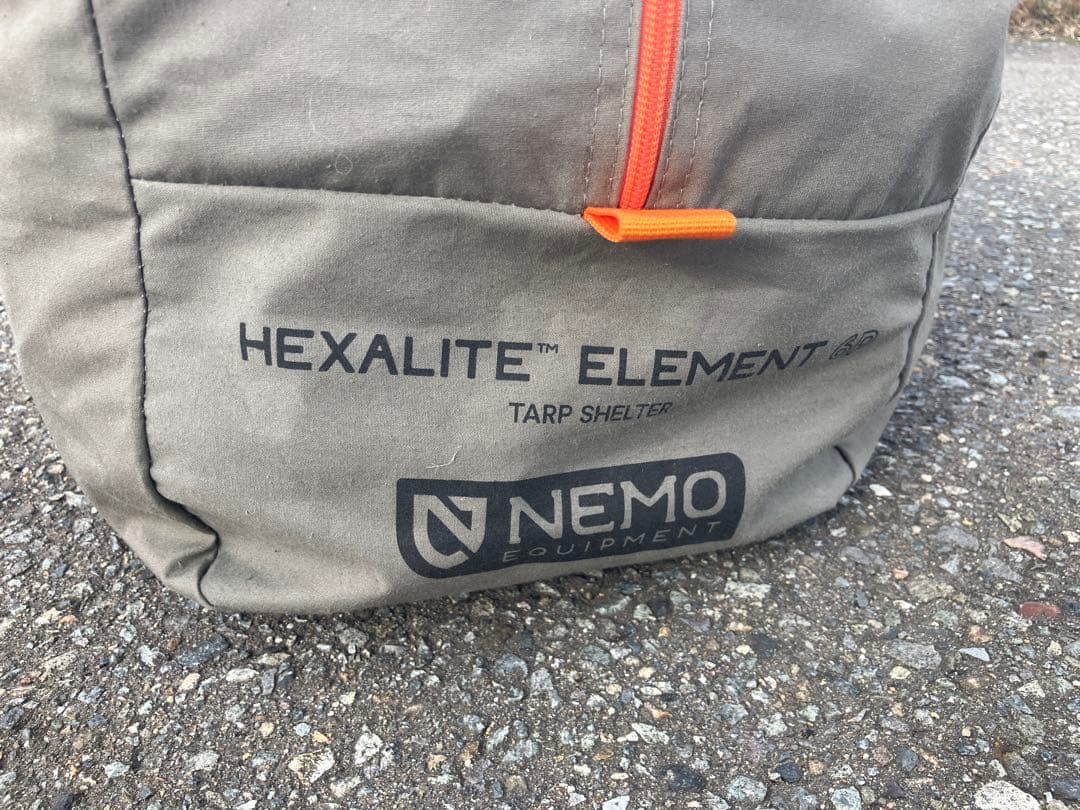 HEXALITE™ ELEMENT 6P
TARP SHELTER
NEMO
EQUIPMENT